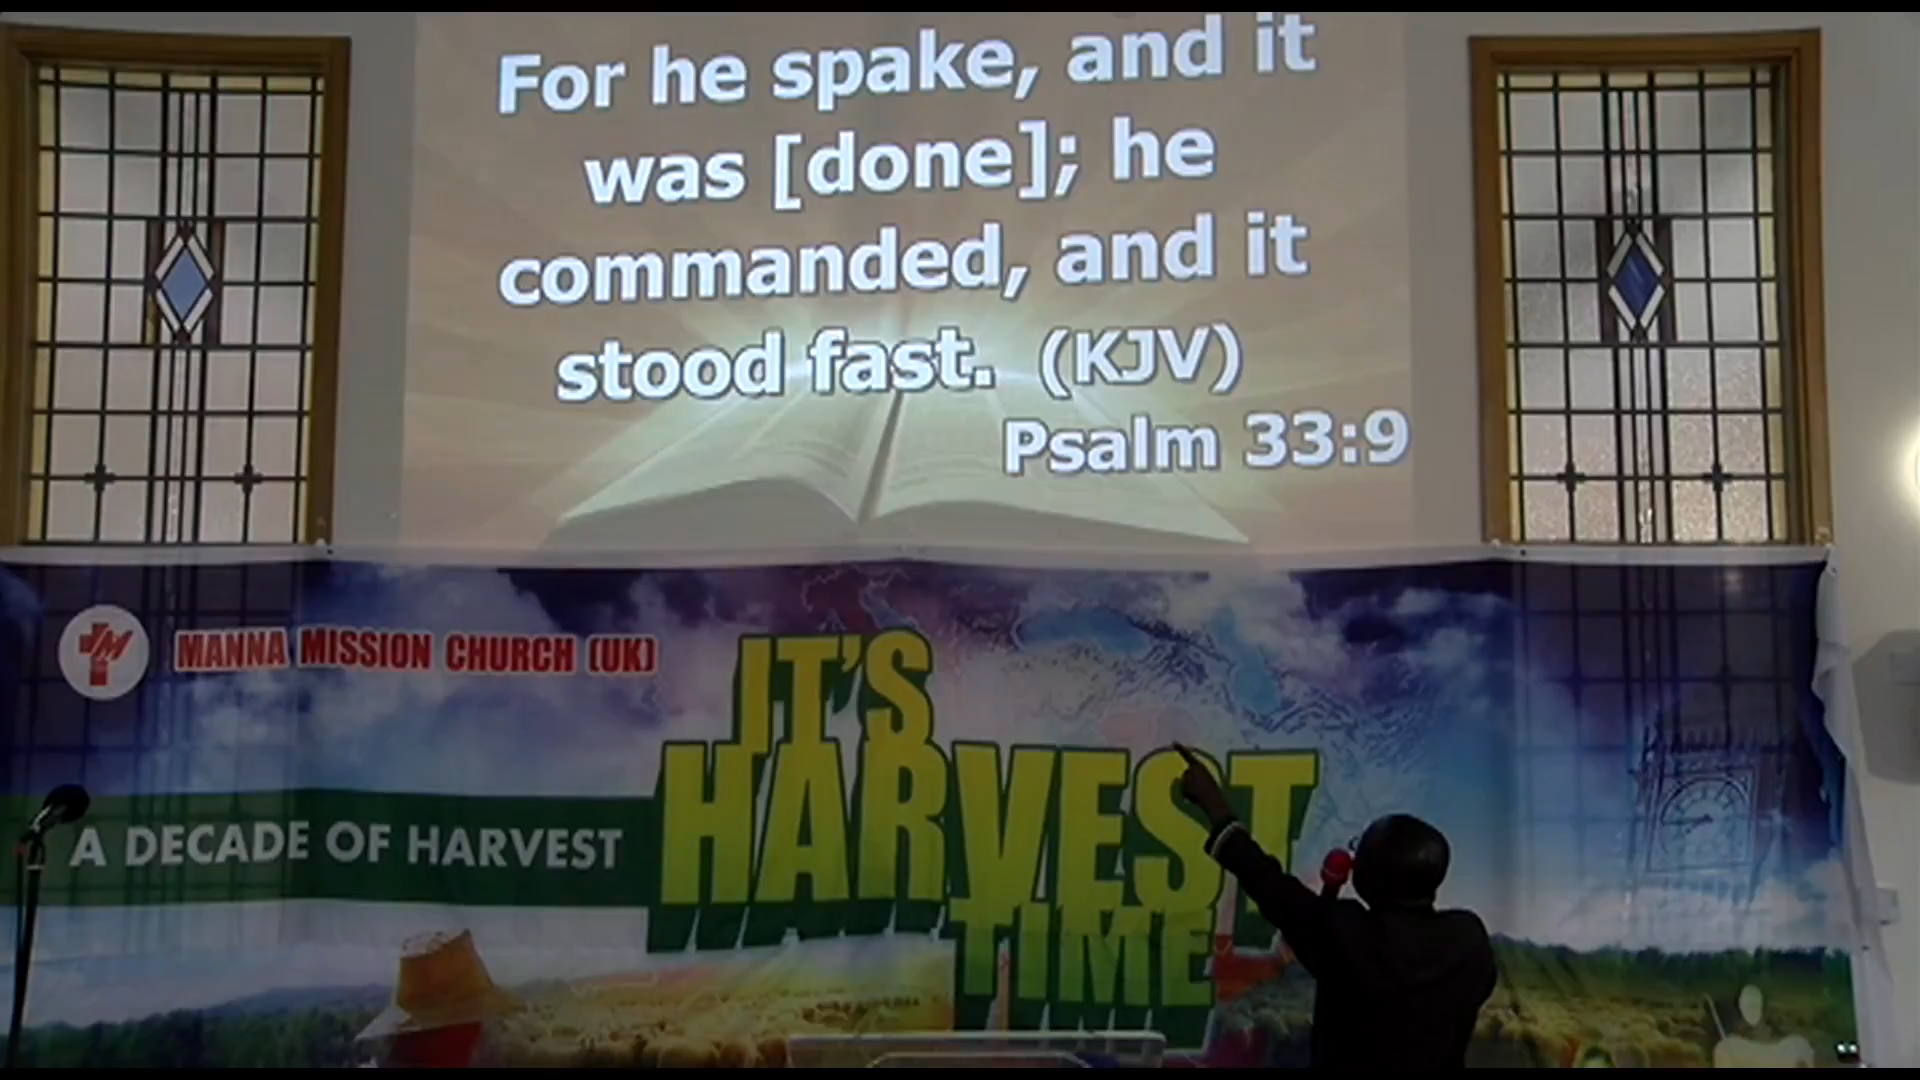 For he spake, and it
was [done]; he
commanded, and it
stood fast. (KJV)
Psalm 33:9
MANNA MISSION CHURCH (UK)
IT'S
HARVEST
TIME
A DECADE OF HARVEST